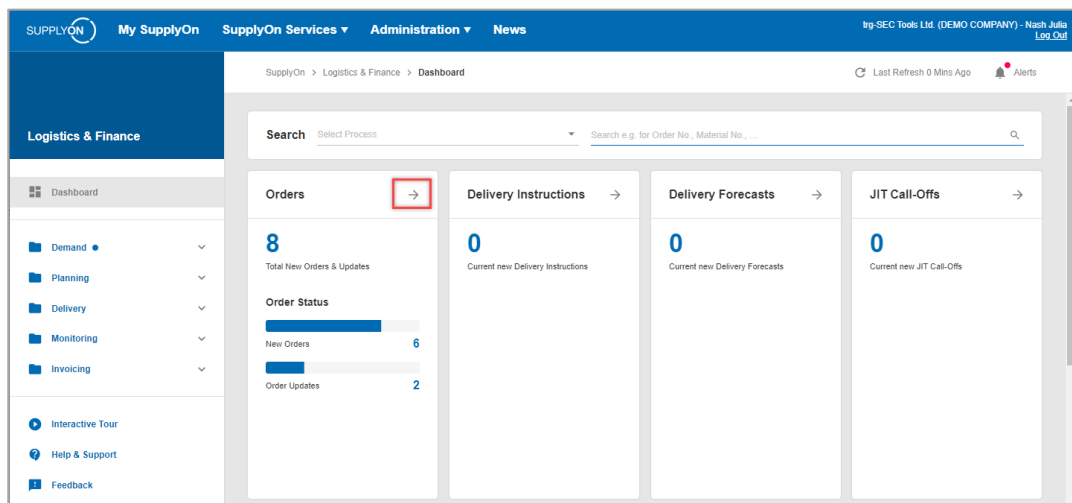 SUPPLYON My SupplyOn SupplyOn Services ▾ Administration ▾ News
trg-SEC Tools Ltd. (DEMO COMPANY) - Nash Julia
Log Out
SupplyOn > Logistics & Finance > Dashboard
Last Refresh 0 Mins Ago
Alerts
Logistics & Finance
Dashboard
Demand
Planning
Delivery
Monitoring
Invoicing
Interactive Tour
Help & Support
Feedback
Search Select Process Search e.g. for Order No., Material No., ...
Orders
8
Total New Orders & Updates
Order Status
New Orders 6
Order Updates 2
Delivery Instructions
0
Current new Delivery Instructions
Delivery Forecasts
0
Current new Delivery Forecasts
JIT Call-Offs
0
Current new JIT Call-Offs